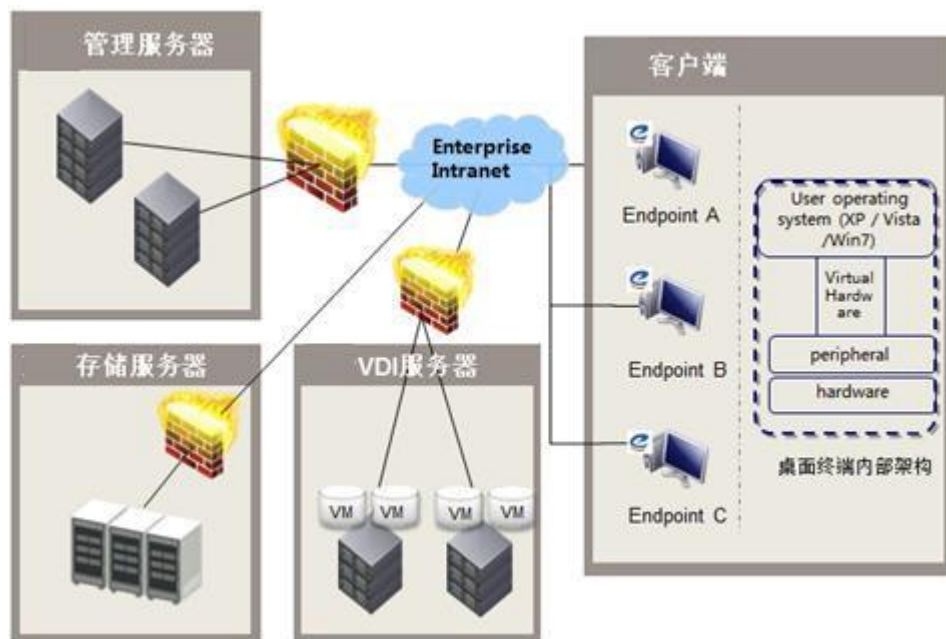 管理服务器
Enterprise
Intranet
客户端
Endpoint A
User operating
system (XP / Vista
/Win7)
Virtual
Hardw
are
Endpoint B
peripheral
hardware
存储服务器
VDI服务器
VM
VM
VM
VM
桌面终端内部架构
Endpoint C